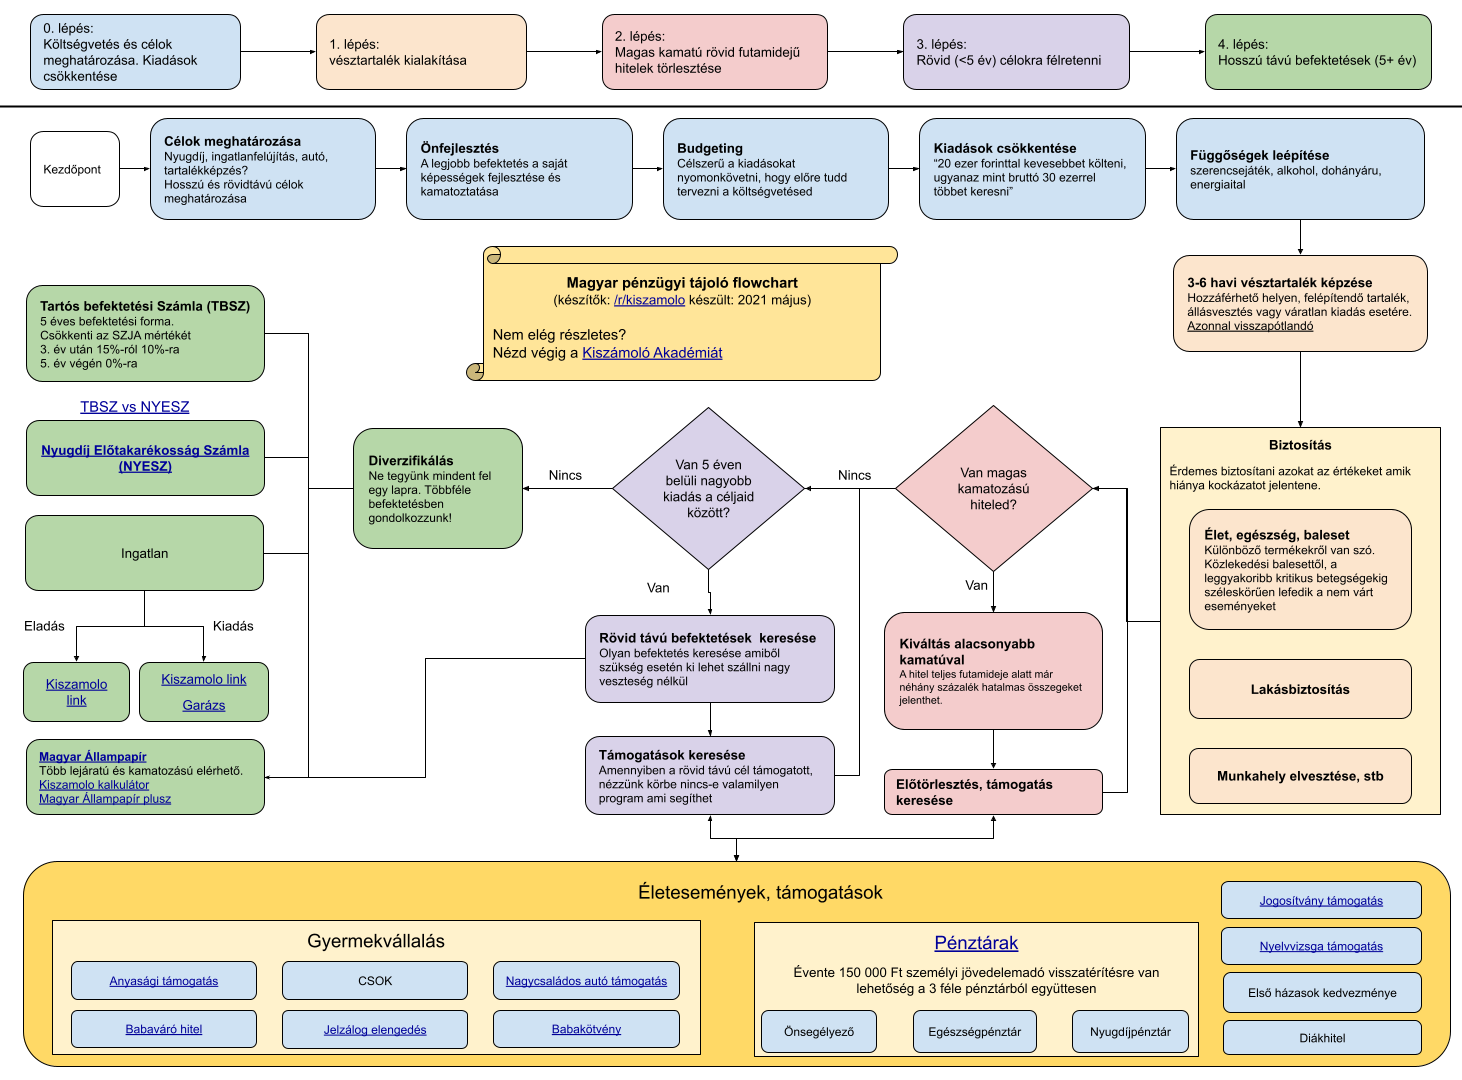 0. lépés:
Költségvetés és célok
meghatározása. Kiadások
csökkentése
1. lépés:
vésztartalék kialakítása
2. lépés:
Magas kamatú rövid futamidejű
hitelek törlesztése
3. lépés:
Rövid (<5 év) célokra félretenni
4. lépés:
Hosszú távú befektetések (5+ év)
Kezdőpont
Célok meghatározása
Nyugdíj, ingatlanfelújítás, autó,
tartalékképzés?
Hosszú és rövidtávú célok
meghatározása
Önfejlesztés
A legjobb befektetés a saját
képességek fejlesztése és
kamatoztatása
Budgeting
Célszerű a kiadásokat
nyomonkövetni, hogy előre tudd
tervezni a költségvetésed
Kiadások csökkentése
“20 ezer forinttal kevesebbet költeni,
ugyanaz mint bruttó 30 ezerrel
többet keresni”
Függőségek leépítése
szerencsejáték, alkohol, dohányáru,
energiaital
Magyar pénzügyi tájoló flowchart
(készítők: /r/kiszamolo készült: 2021 május)
Nem elég részletes?
Nézd végig a Kiszámoló Akadémiát
3-6 havi vésztartalék képzése
Hozzáférhető helyen, felépítendő tartalék,
állásvesztés vagy váratlan kiadás esetére.
Azonnal visszapótlandó
Tartós befektetési Számla (TBSZ)
5 éves befektetési forma.
Csökkenti az SZJA mértékét
3. év után 15%-ról 10%-ra
5. év végén 0%-ra
TBSZ vs NYESZ
Nyugdíj Előtakarékosság Számla
(NYESZ)
Ingatlan
Eladás
Kiadás
Kiszamolo
link
Kiszamolo link
Garázs
Magyar Állampapír
Több lejáratú és kamatozású elérhető.
Kiszamolo kalkulátor
Magyar Állampapír plusz
Diverzifikálás
Ne tegyünk mindent fel
egy lapra. Többféle
befektetésben
gondolkozzunk!
Nincs
Van 5 éven
belüli nagyobb
kiadás a céljaid
között?
Nincs
Van magas
kamatozású
hiteled?
Van
Van
Rövid távú befektetések keresése
Olyan befektetés keresése amiből
szükség esetén ki lehet szállni nagy
veszteség nélkül
Támogatások keresése
Amennyiben a rövid távú cél támogatott,
nézzünk körbe nincs-e valamilyen
program ami segíthet
Kiváltás alacsonyabb
kamatúval
A hitel teljes futamideje alatt már
néhány százalék hatalmas összegeket
jelenthet.
Előtörlesztés, támogatás
keresése
Biztosítás
Érdemes biztosítani azokat az értékeket amik
hiánya kockázatot jelentene.
Élet, egészség, baleset
Különböző termékekről van szó.
Közlekedési balesettől, a
leggyakoribb kritikus betegségekig
széleskörűen lefedik a nem várt
eseményeket
Lakásbiztosítás
Munkahely elvesztése, stb
Életesemények, támogatások
Gyermekvállalás
Anyasági támogatás
CSOK
Nagycsaládos autó támogatás
Babaváró hitel
Jelzálog elengedés
Babakötvény
Pénztárak
Évente 150 000 Ft személyi jövedelemadó visszatérítésre van
lehetőség a 3 féle pénztárból együttesen
Önsegélyező
Egészségpénztár
Nyugdíjpénztár
Jogosítvány támogatás
Nyelvvizsga támogatás
Első házasok kedvezménye
Diákhitel